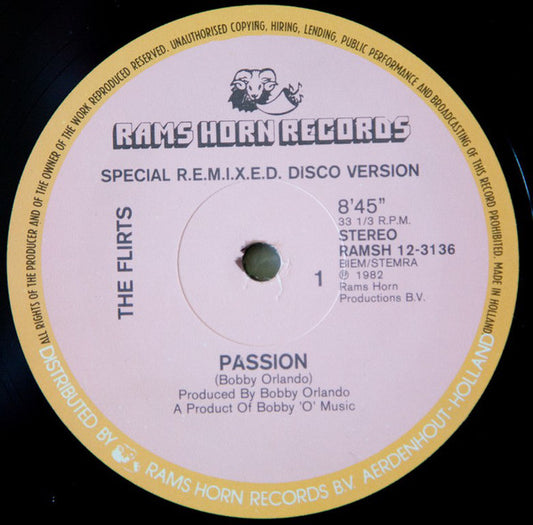 ALL RIGHTS OF THE PRODUCER AND OF THE OWNER OF THE WORK REPRODUCED RESERVED. UNAUTHORISED COPYING, HIRING, LENDING, PUBLIC PERFORMANCE AND BROADCASTING OF THIS RECORD PROHIBITED. MADE IN HOLLAND
RAMS HORN RECORDS
SPECIAL R.E.M.I.X.E.D. DISCO VERSION
THE FLIRTS
8'45"
33 1/3 R.P.M.
STEREO
RAMSH 12-3136
BIEM/STEMRA
1
℗ 1982
Rams Horn
Productions B.V.
PASSION
(Bobby Orlando)
Produced By Bobby Orlando
A Product Of Bobby 'O' Music
DISTRIBUTED BY RAMS HORN RECORDS B.V. AERDENHOUT - HOLLAND